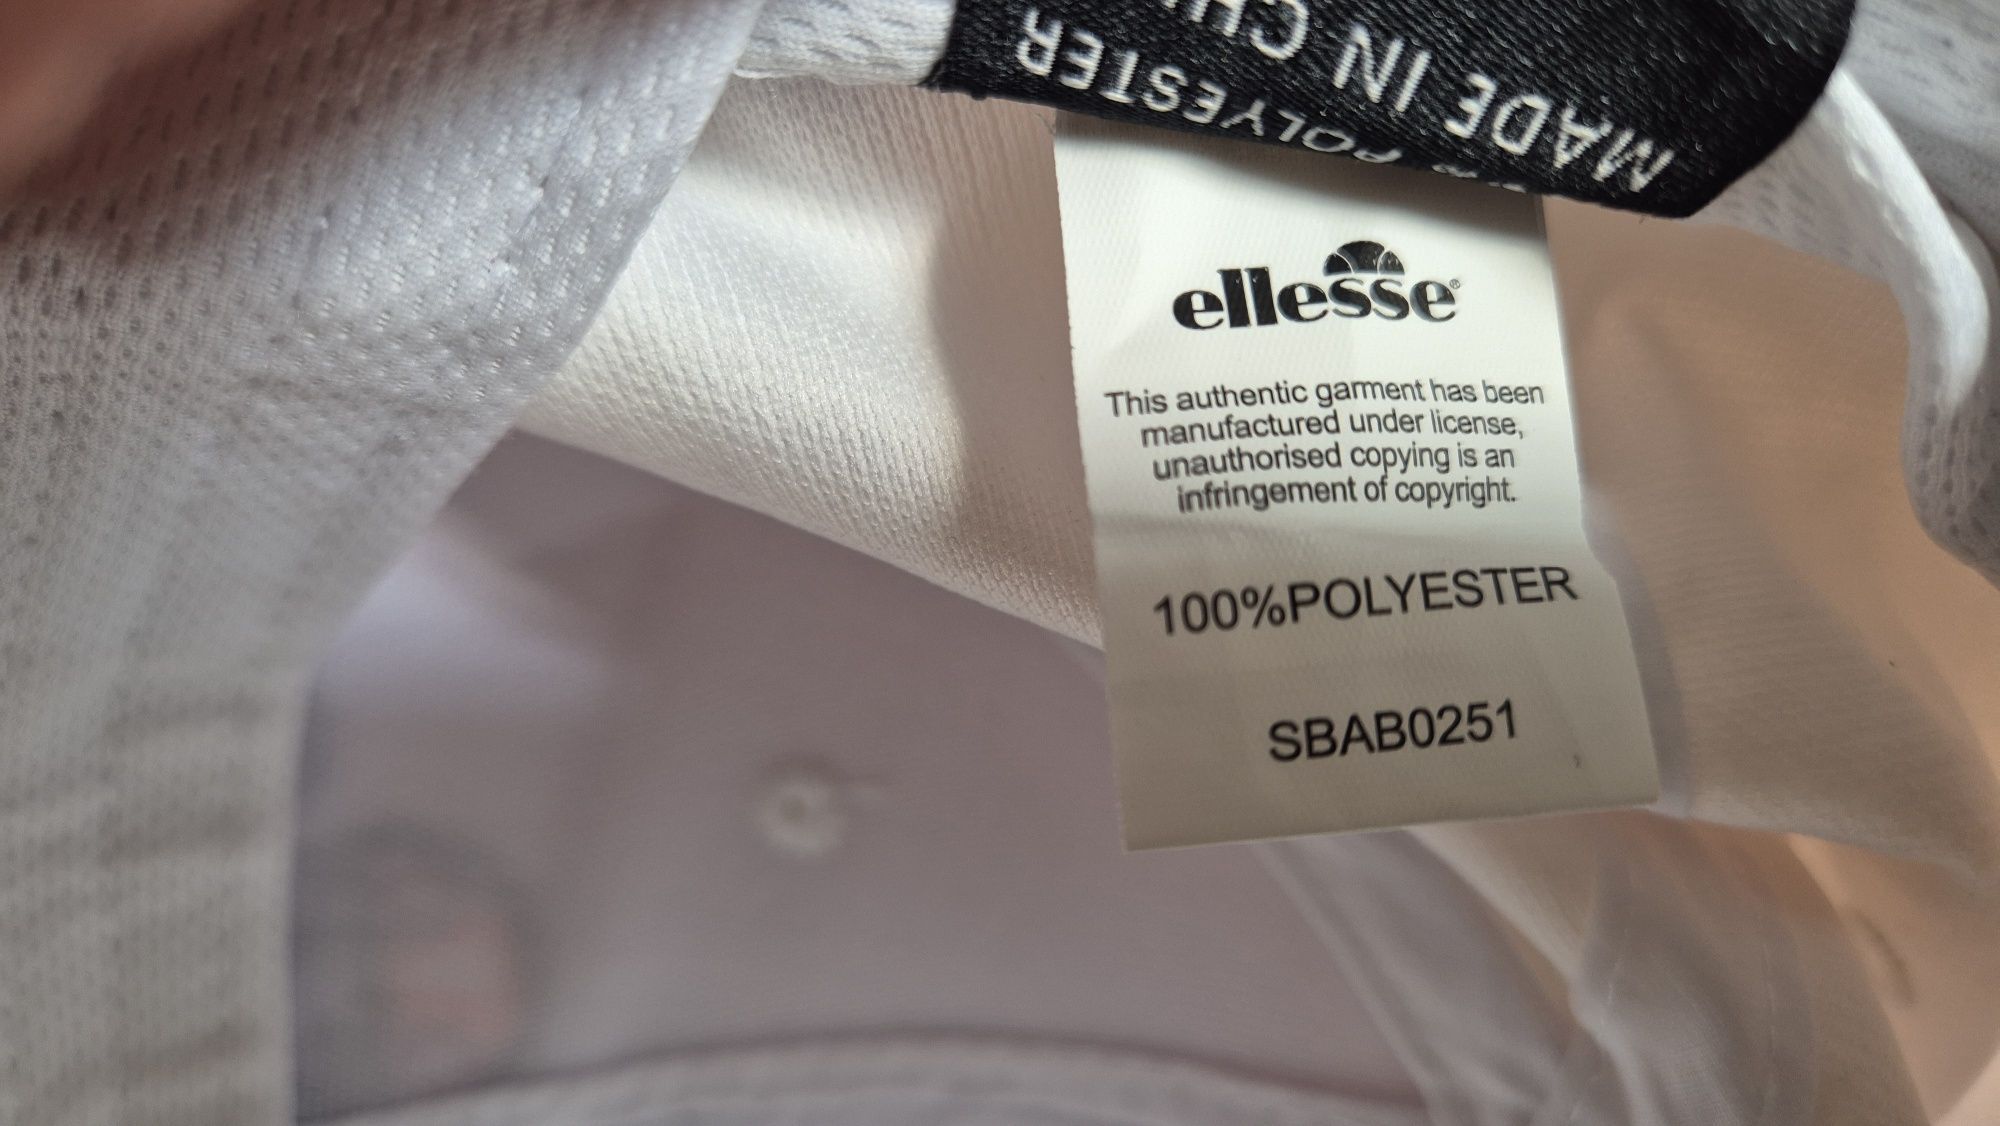 MADE IN
POLYESTER
ellesse®
This authentic garment has been
manufactured under license,
unauthorised copying is an
infringement of copyright.
100%POLYESTER
SBAB0251